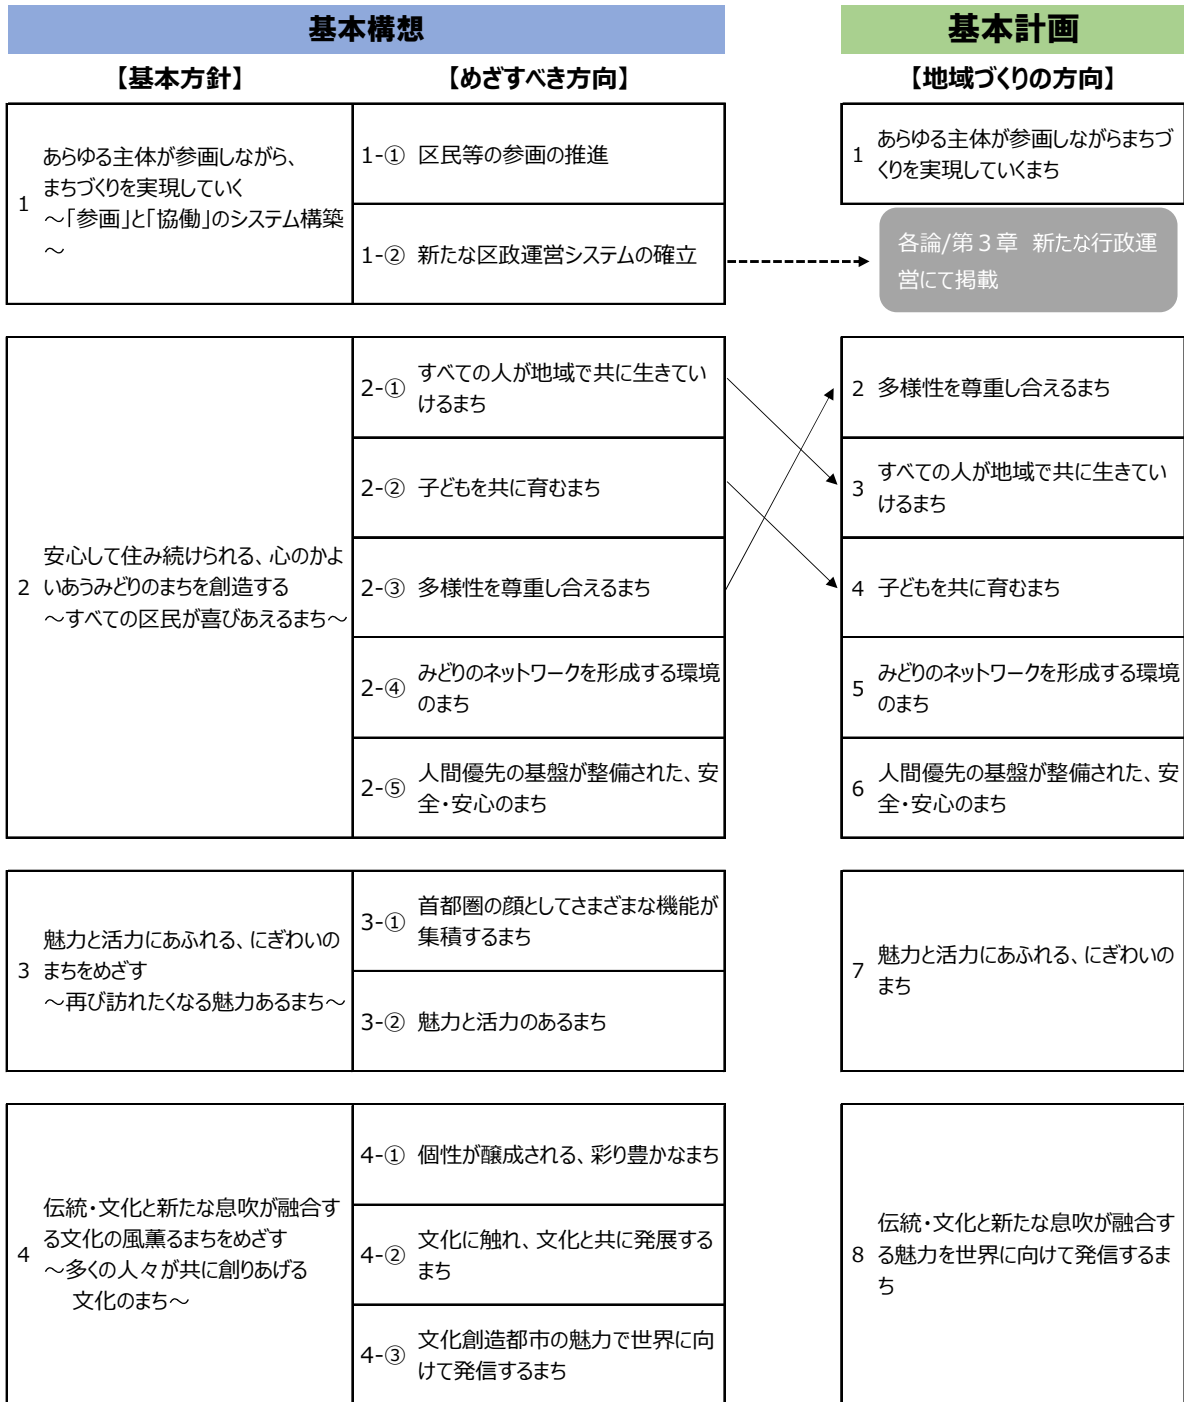 基本構想
基本計画
【基本方針】
【めざすべき方向】
【地域づくりの方向】
1
あらゆる主体が参画しながら、
まちづくりを実現していく
～「参画」と「協働」のシステム構築
～
1-① 区民等の参画の推進
1-② 新たな区政運営システムの確立
1
あらゆる主体が参画しながらまちづ
くりを実現していくまち
各論/第３章 新たな行政運
営にて掲載
2
安心して住み続けられる、心のかよ
いあうみどりのまちを創造する
～すべての区民が喜びあえるまち～
2-①
すべての人が地域で共に生きてい
けるまち
2-② 子どもを共に育むまち
2-③ 多様性を尊重し合えるまち
2-④
みどりのネットワークを形成する環境
のまち
2-⑤
人間優先の基盤が整備された、安
全・安心のまち
2 多様性を尊重し合えるまち
3
すべての人が地域で共に生きてい
けるまち
4 子どもを共に育むまち
5
みどりのネットワークを形成する環境
のまち
6
人間優先の基盤が整備された、安
全・安心のまち
3
魅力と活力にあふれる、にぎわいの
まちをめざす
～再び訪れたくなる魅力あるまち～
3-①
首都圏の顔としてさまざまな機能が
集積するまち
3-② 魅力と活力のあるまち
7
魅力と活力にあふれる、にぎわいの
まち
4
伝統・文化と新たな息吹が融合す
る文化の風薫るまちをめざす
～多くの人々が共に創りあげる
文化のまち～
4-① 個性が醸成される、彩り豊かなまち
4-②
文化に触れ、文化と共に発展する
まち
4-③
文化創造都市の魅力で世界に向
けて発信するまち
8
伝統・文化と新たな息吹が融合す
る魅力を世界に向けて発信するま
ち